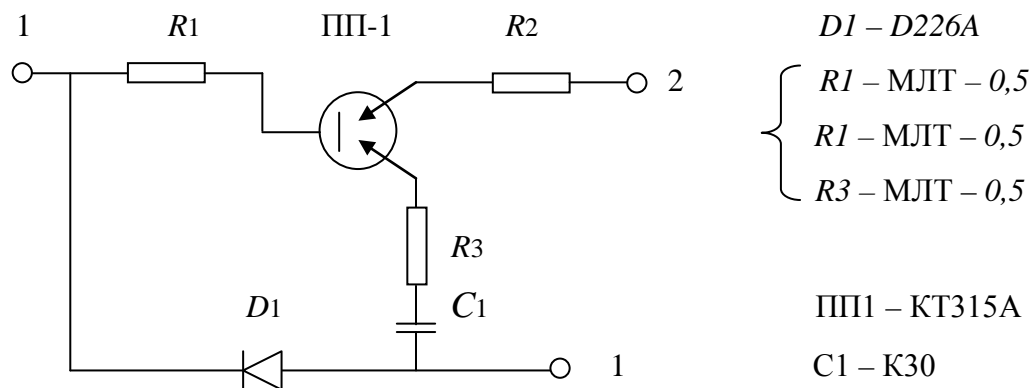 1 R1 ПП-1 R2 D1 – D226A
2 R1 – МЛТ – 0,5
R1 – МЛТ – 0,5
R3 – МЛТ – 0,5
R3
D1 C1 ПП1 – КТ315А
1 С1 – К30